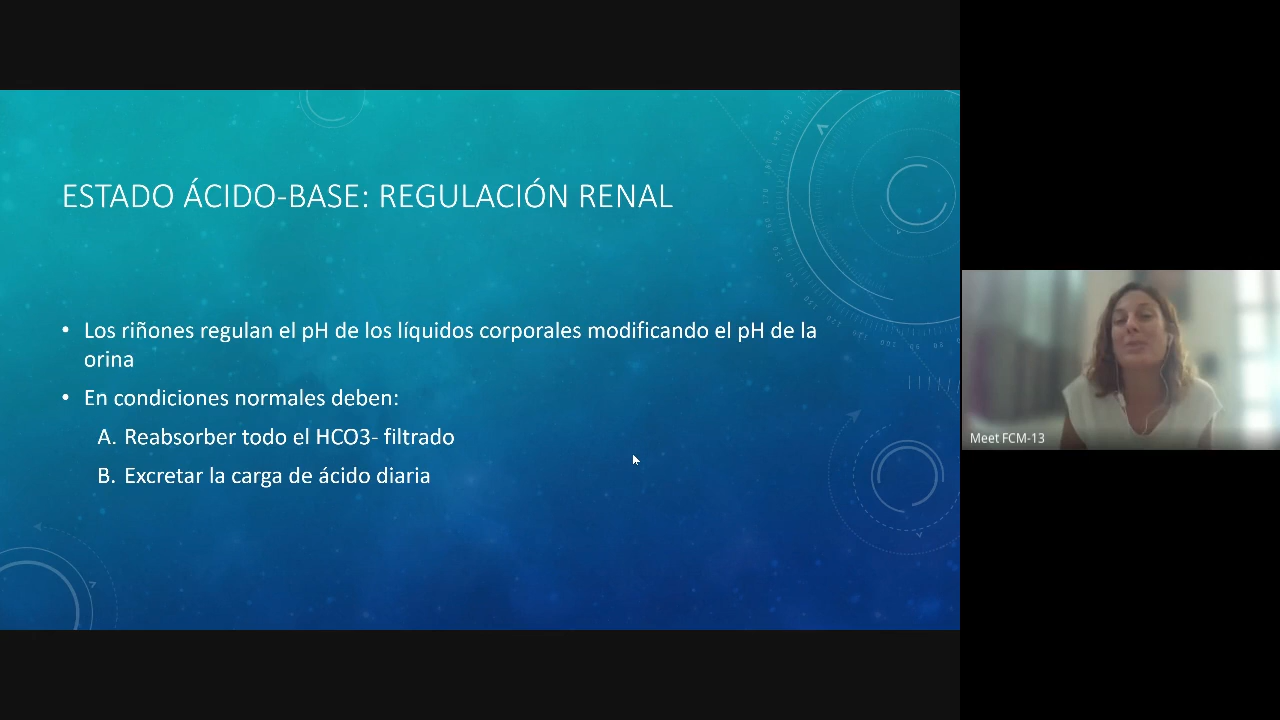 ESTADO ÁCIDO-BASE: REGULACIÓN RENAL
• Los riñones regulan el pH de los líquidos corporales modificando el pH de la
orina
• En condiciones normales deben:
A. Reabsorber todo el HCO3- filtrado
B. Excretar la carga de ácido diaria
Meet FCM-13